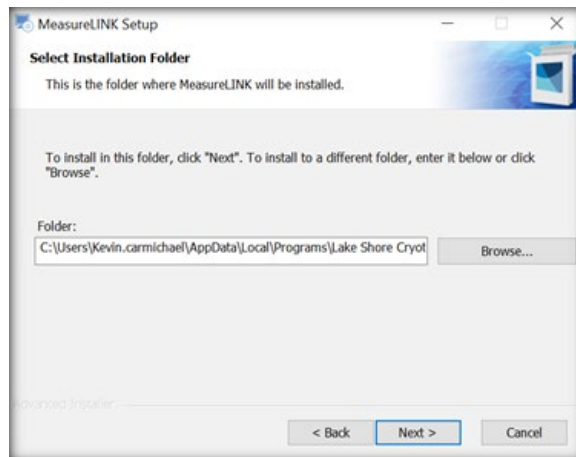 MeasureLINK Setup
Select Installation Folder
This is the folder where MeasureLINK will be installed.
To install in this folder, click "Next". To install to a different folder, enter it below or click
"Browse".
Folder:
C:\Users\Kevin.carmichael\AppData\Local\Programs\Lake Shore Cryot
Browse...
Advanced Installer
< Back
Next >
Cancel